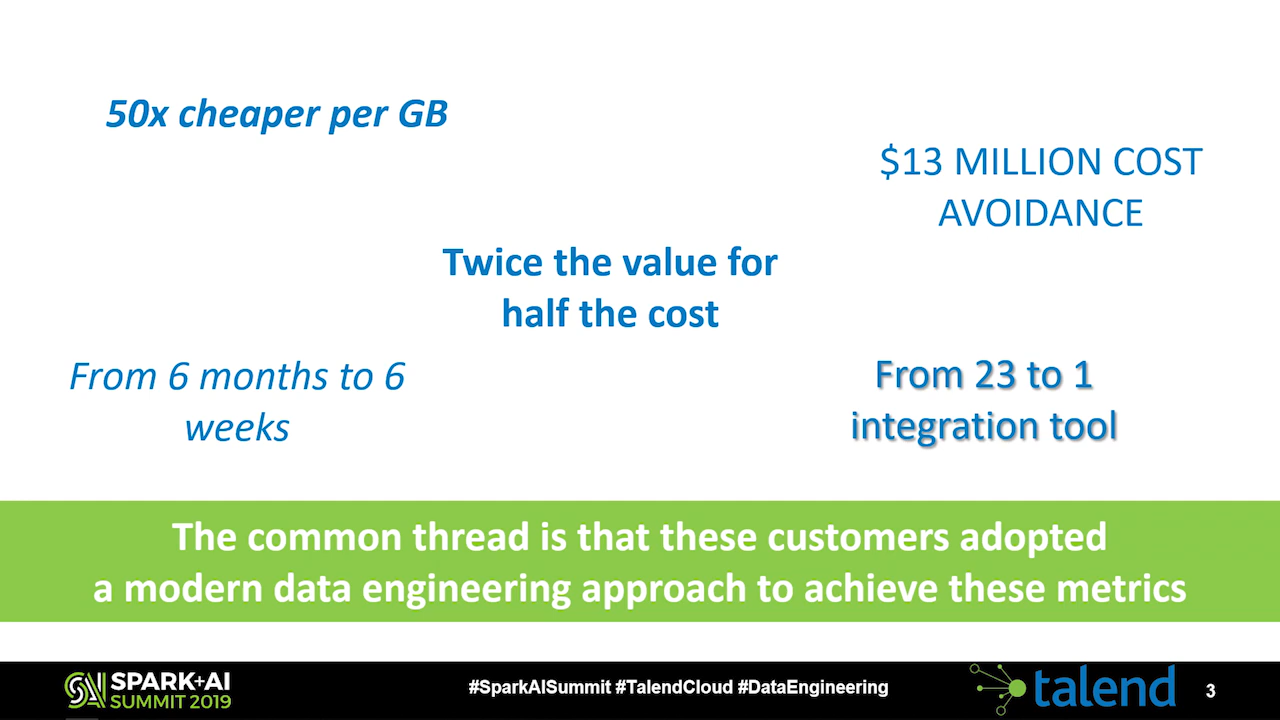 50x cheaper per GB
$13 MILLION COST
AVOIDANCE
Twice the value for
half the cost
From 6 months to 6
weeks
From 23 to 1
integration tool
The common thread is that these customers adopted
a modern data engineering approach to achieve these metrics
SPARK+AI
SUMMIT 2019
#SparkAISummit #TalendCloud #DataEngineering
talend
3